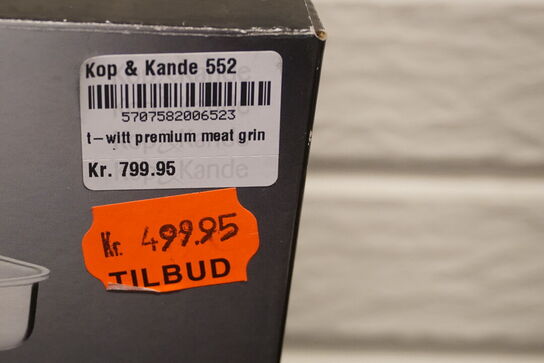 Kop & Kande 552
5707582006523
t-witt premium meat grin
Kr. 799.95
Kr. 499.95
TILBUD